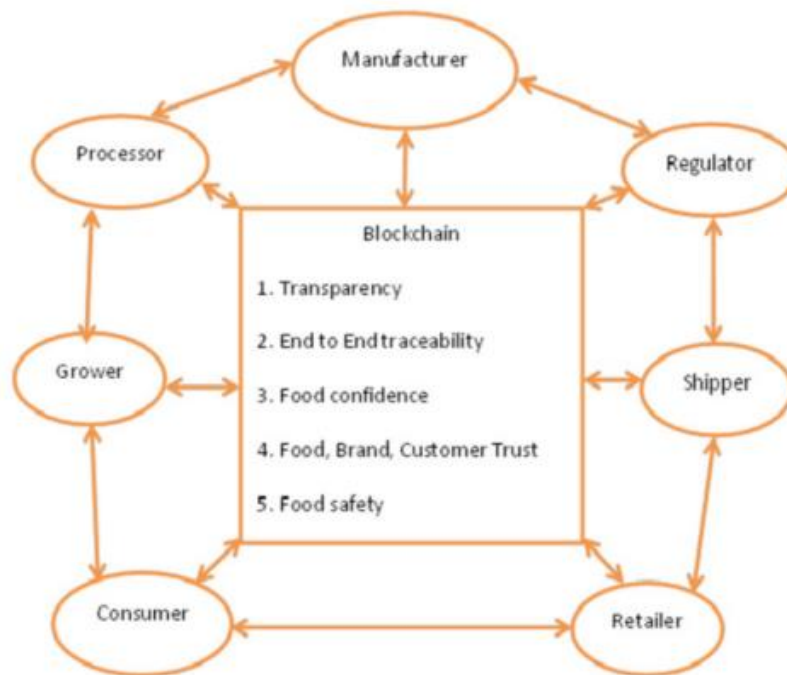 Manufacturer
Processor
Regulator
Blockchain
1. Transparency
2. End to End traceability
Grower
Shipper
3. Food confidence
4. Food, Brand, Customer Trust
5. Food safety
Consumer
Retailer